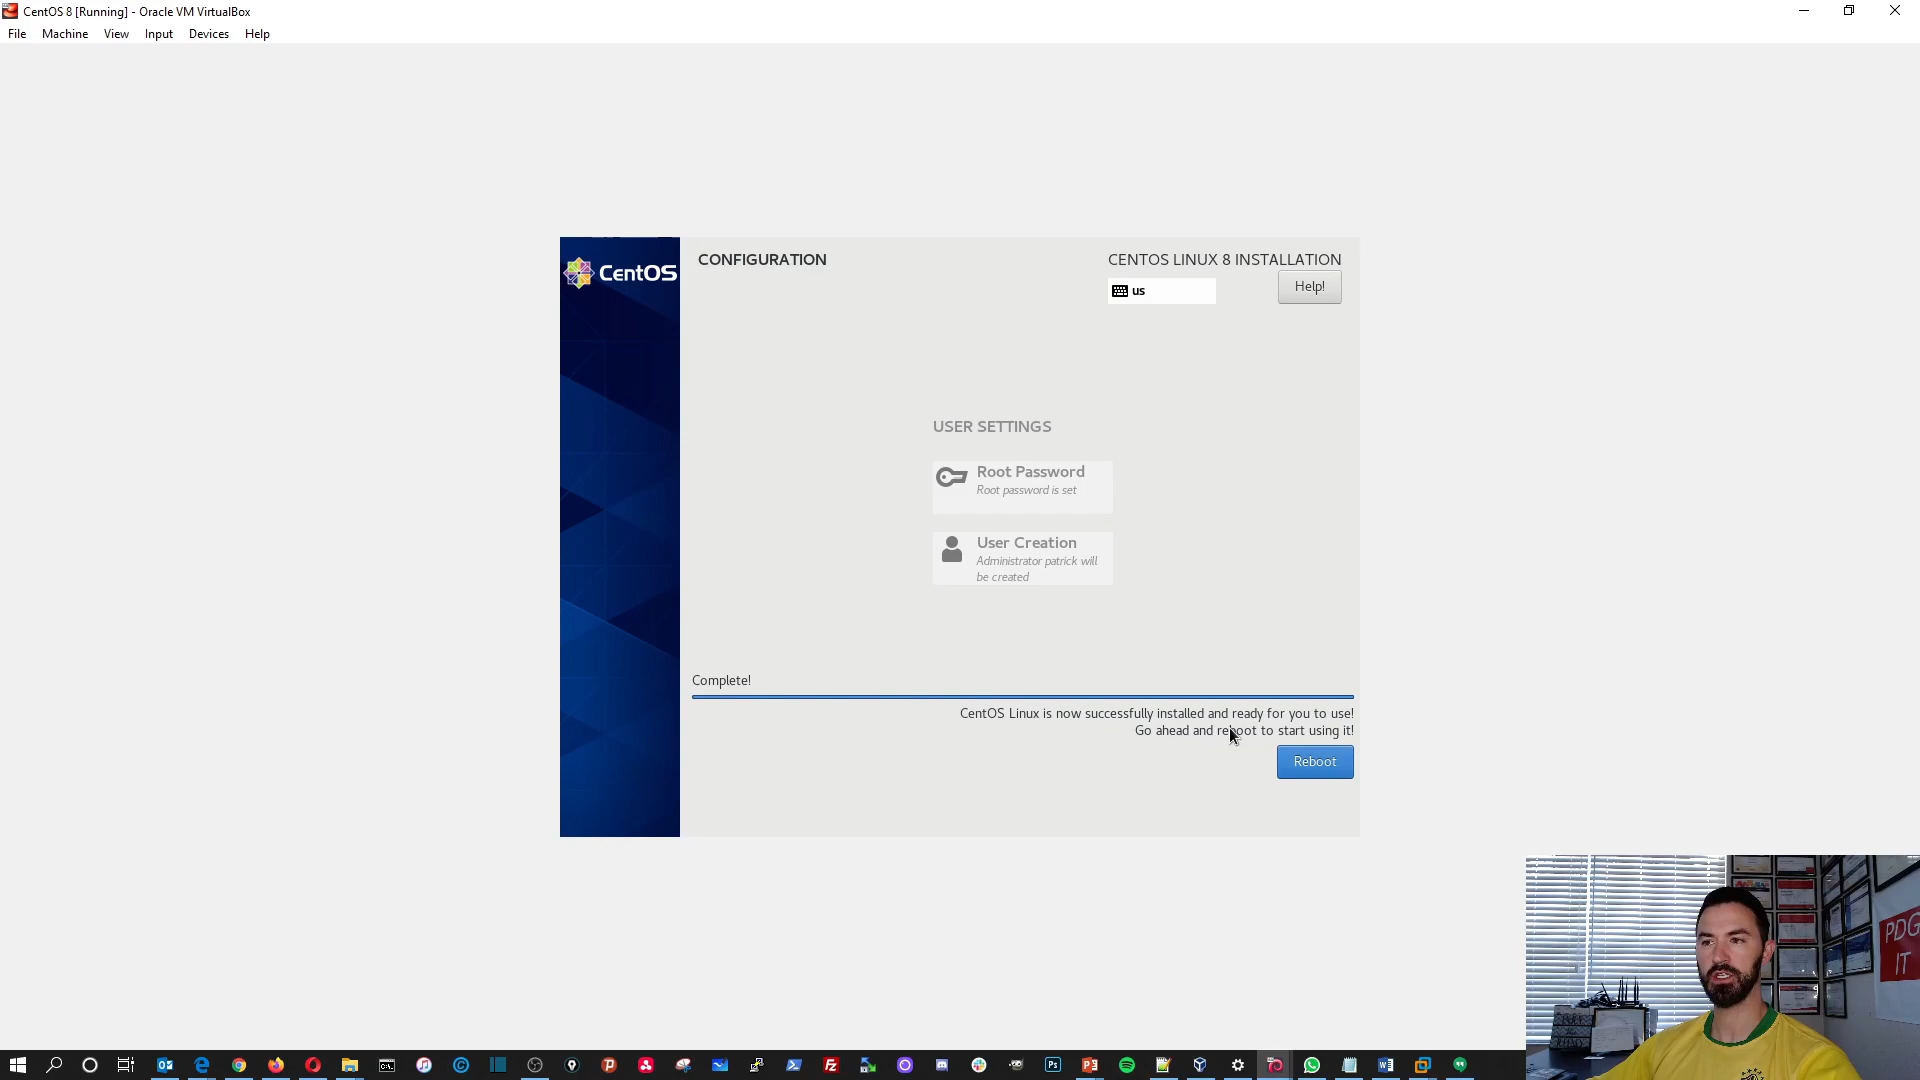 CentOS 8 [Running] - Oracle VM VirtualBox
File Machine View Input Devices Help
CentOS
CONFIGURATION
CENTOS LINUX 8 INSTALLATION
us
Help!
USER SETTINGS
Root Password
Root password is set
User Creation
Administrator patrick will
be created
Complete!
CentOS Linux is now successfully installed and ready for you to use!
Go ahead and reboot to start using it!
Reboot
PDG
IT
Ps